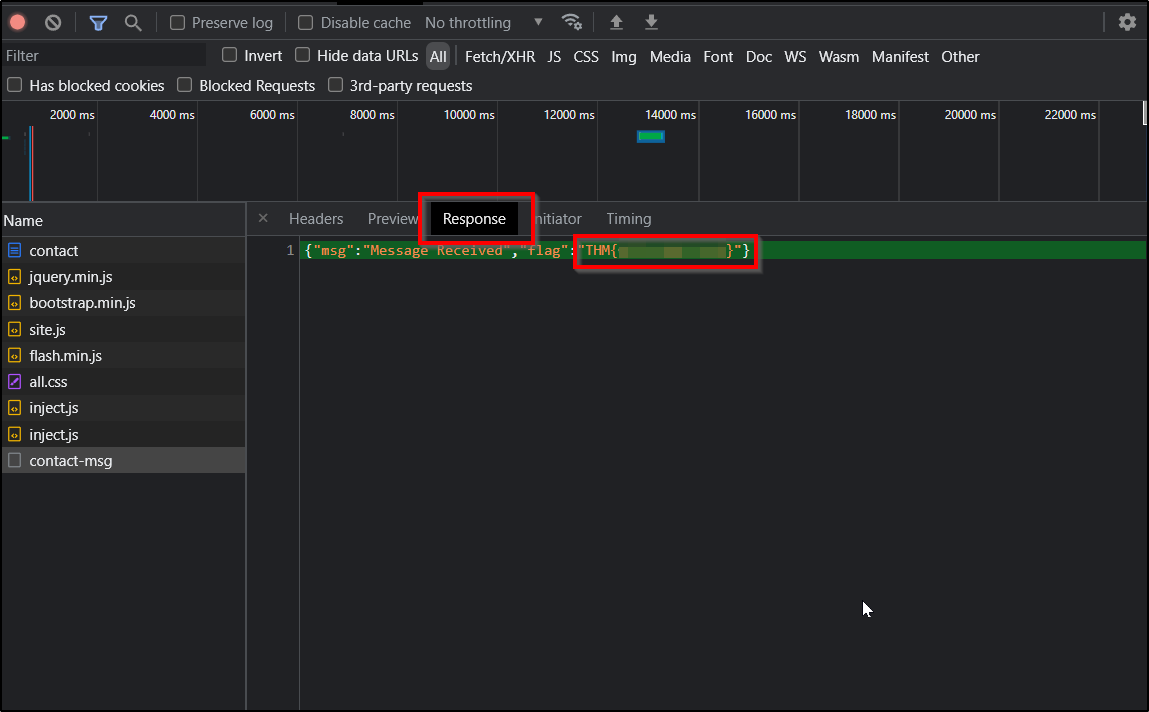 Preserve log Disable cache No throttling
Filter Invert Hide data URLs All Fetch/XHR JS CSS Img Media Font Doc WS Wasm Manifest Other
Has blocked cookies Blocked Requests 3rd-party requests
2000 ms 4000 ms 6000 ms 8000 ms 10000 ms 12000 ms 14000 ms 16000 ms 18000 ms 20000 ms 22000 ms
Name
Headers Preview Response nitiator Timing
1 {"msg":"Message Received","flag":"THM{ }"}
contact
jquery.min.js
bootstrap.min.js
site.js
flash.min.js
all.css
inject.js
inject.js
contact-msg